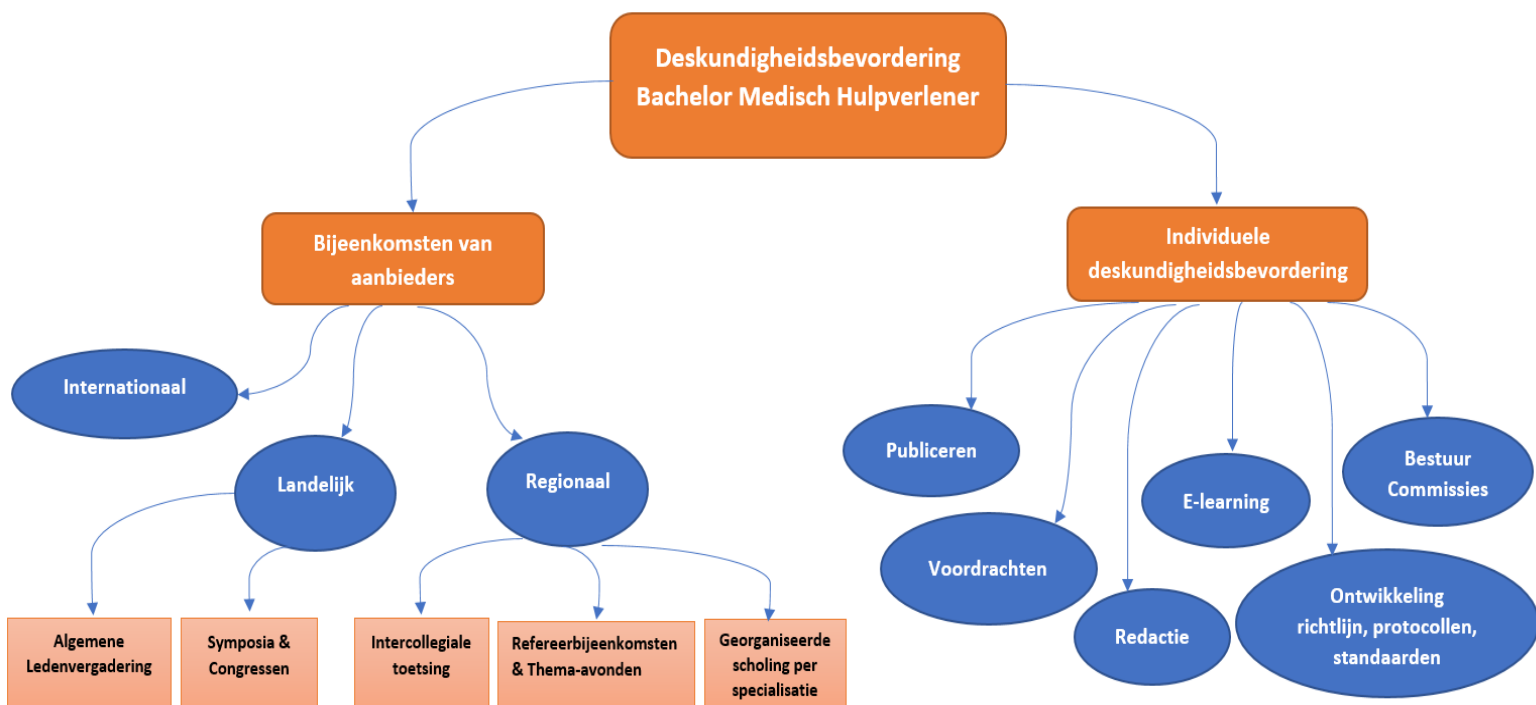 Deskundigheidsbevordering
Bachelor Medisch Hulpverlener
Bijeenkomsten van
aanbieders
Individuele
deskundigheidsbevordering
Internationaal
Landelijk
Regionaal
Publiceren
Voordrachten
Redactie
E-learning
Ontwikkeling
richtlijn, protocollen,
standaarden
Bestuur
Commissies
Algemene
Ledenvergadering
Symposia &
Congressen
Intercollegiale
toetsing
Refereerbijeenkomsten
& Thema-avonden
Georganiseerde
scholing per
specialisatie